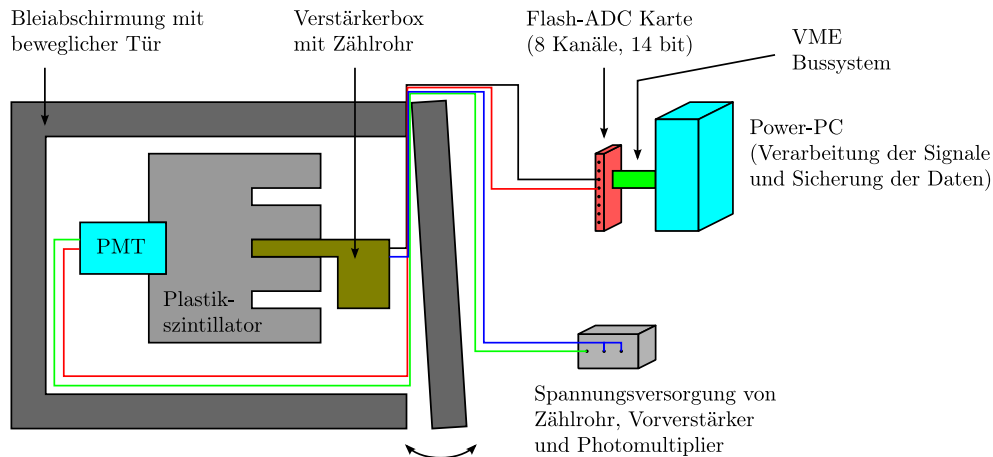 Bleiabschirmung mit
beweglicher Tür
Verstärkerbox
mit Zählrohr
Flash-ADC Karte
(8 Kanäle, 14 bit)
VME
Bussystem
Power-PC
(Verarbeitung der Signale
und Sicherung der Daten)
PMT
Plastik-
szintillator
Spannungsversorgung von
Zählrohr, Vorverstärker
und Photomultiplier